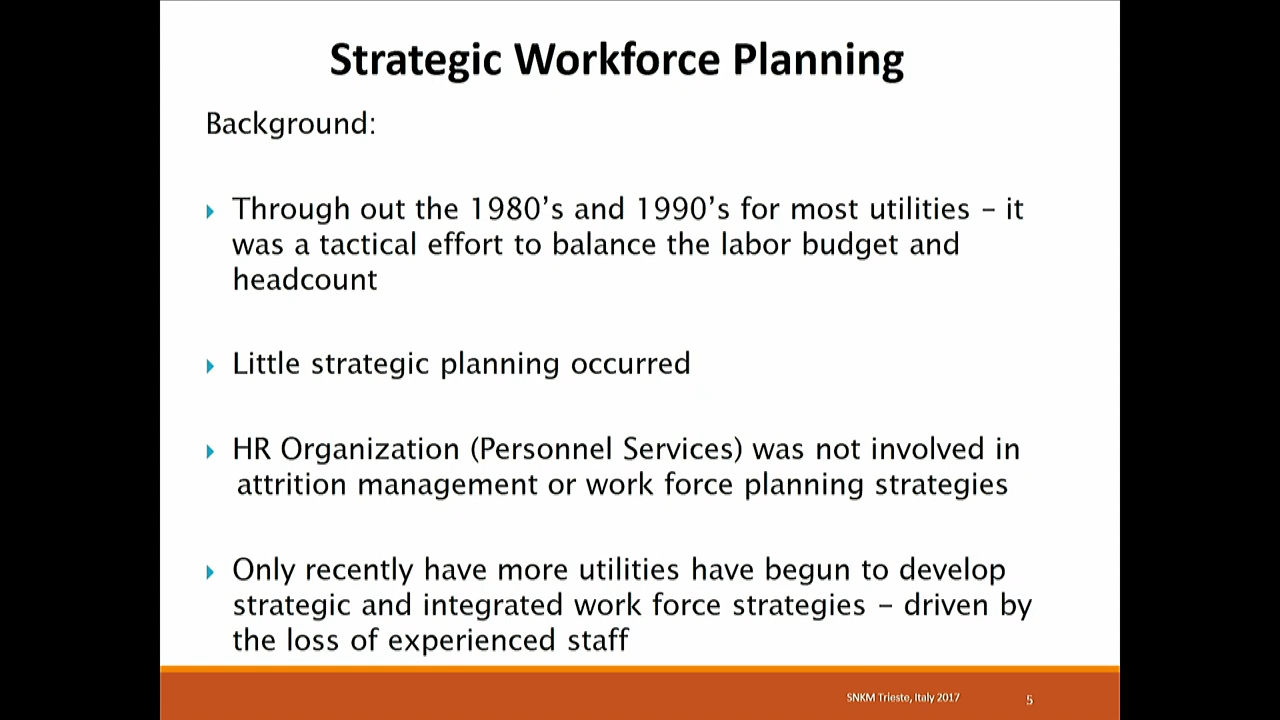 Strategic Workforce Planning
Background:
Through out the 1980’s and 1990’s for most utilities – it
was a tactical effort to balance the labor budget and
headcount
Little strategic planning occurred
HR Organization (Personnel Services) was not involved in
attrition management or work force planning strategies
Only recently have more utilities have begun to develop
strategic and integrated work force strategies – driven by
the loss of experienced staff
SNKM Trieste, Italy 2017
5